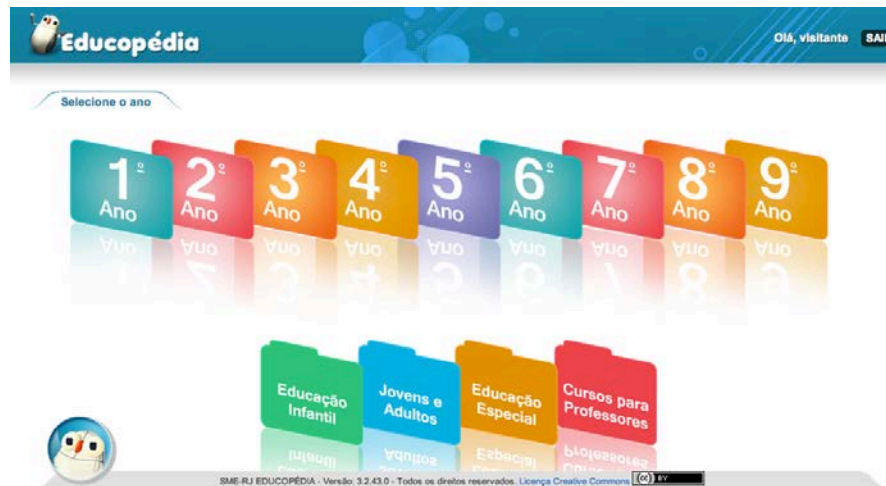 Educopédia
Olá, visitante
Selecione o ano
1º Ano
2º Ano
3º Ano
4º Ano
5º Ano
6º Ano
7º Ano
8º Ano
9º Ano
Educação
Infantil
Jovens e
Adultos
Educação
Especial
Cursos para
Professores
SME-RJ EDUCOPÉDIA - Versão: 3.2.43.0 - Todos os direitos reservados. Licença Creative Commons (cc) BY